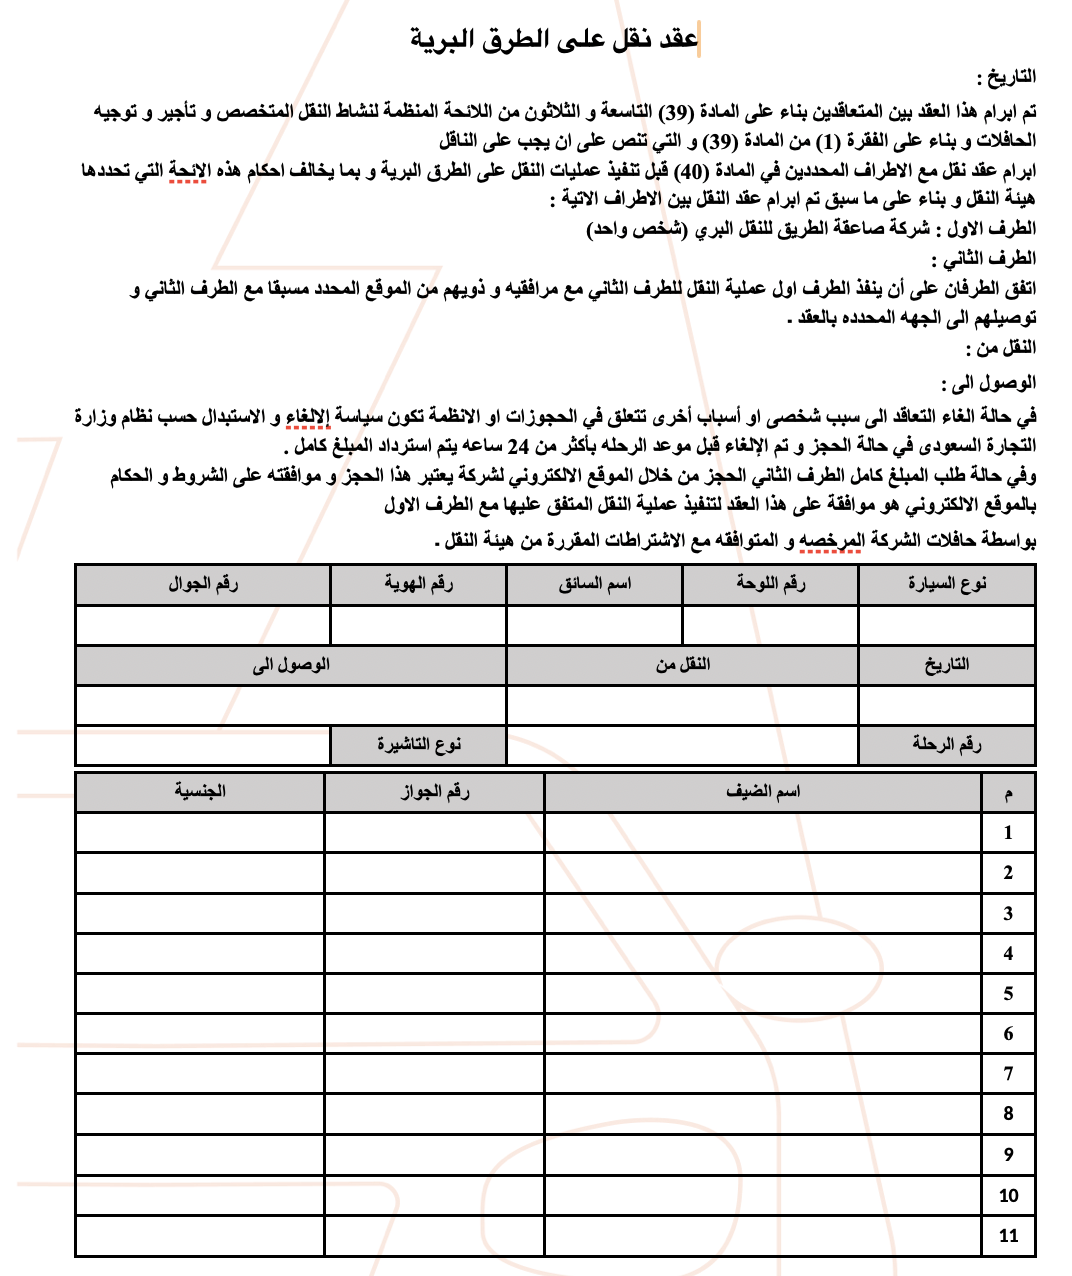 عقد نقل على الطرق البرية
التاريخ :
تم ابرام هذا العقد بين المتعاقدين بناء على المادة (39) التاسعة و الثلاثون من اللائحة المنظمة لنشاط النقل المتخصص و تأجير و توجيه
الحافلات و بناء على الفقرة (1) من المادة (39) و التي تنص على ان يجب على الناقل
ابرام عقد نقل مع الاطراف المحددين في المادة (40) قبل تنفيذ عمليات النقل على الطرق البرية و بما يخالف احكام هذه الائحة التي تحددها
هيئة النقل و بناء على ما سبق تم ابرام عقد النقل بين الاطراف الاتية :
الطرف الاول : شركة صاعقة الطريق للنقل البري (شخص واحد)
الطرف الثاني :
اتفق الطرفان على أن ينفذ الطرف اول عملية النقل للطرف الثاني مع مرافقيه و ذويهم من الموقع المحدد مسبقا مع الطرف الثاني و
توصيلهم الى الجهه المحدده بالعقد .
النقل من :
الوصول الى :
في حالة الغاء التعاقد الى سبب شخصى او أسباب أخرى تتعلق في الحجوزات او الانظمة تكون سياسة إلالغاء و الاستبدال حسب نظام وزارة
التجارة السعودى في حالة الحجز و تم الإلغاء قبل موعد الرحله بأكثر من 24 ساعه يتم استرداد المبلغ كامل .
وفي حالة طلب المبلغ كامل الطرف الثاني الحجز من خلال الموقع الالكتروني لشركة يعتبر هذا الحجز و موافقته على الشروط و الحكام
بالموقع الالكتروني هو موافقة على هذا العقد لتنفيذ عملية النقل المتفق عليها مع الطرف الاول
بواسطة حافلات الشركة المرخصه و المتوافقه مع الاشتراطات المقررة من هيئة النقل .
نوع السيارة رقم اللوحة اسم السائق رقم الهوية رقم الجوال
التاريخ النقل من الوصول الى
رقم الرحلة نوع التاشيرة
م اسم الضيف رقم الجواز الجنسية
1
2
3
4
5
6
7
8
9
10
11